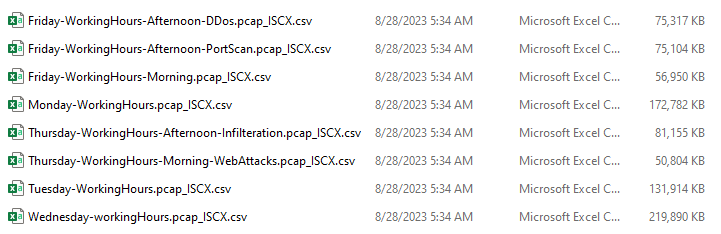 Friday-WorkingHours-Afternoon-DDos.pcap_ISCX.csv 8/28/2023 5:34 AM Microsoft Excel C... 75,317 KB
Friday-WorkingHours-Afternoon-PortScan.pcap_ISCX.csv 8/28/2023 5:34 AM Microsoft Excel C... 75,104 KB
Friday-WorkingHours-Morning.pcap_ISCX.csv 8/28/2023 5:34 AM Microsoft Excel C... 56,950 KB
Monday-WorkingHours.pcap_ISCX.csv 8/28/2023 5:34 AM Microsoft Excel C... 172,782 KB
Thursday-WorkingHours-Afternoon-Infilteration.pcap_ISCX.csv 8/28/2023 5:34 AM Microsoft Excel C... 81,155 KB
Thursday-WorkingHours-Morning-WebAttacks.pcap_ISCX.csv 8/28/2023 5:34 AM Microsoft Excel C... 50,804 KB
Tuesday-WorkingHours.pcap_ISCX.csv 8/28/2023 5:34 AM Microsoft Excel C... 131,914 KB
Wednesday-workingHours.pcap_ISCX.csv 8/28/2023 5:34 AM Microsoft Excel C... 219,890 KB